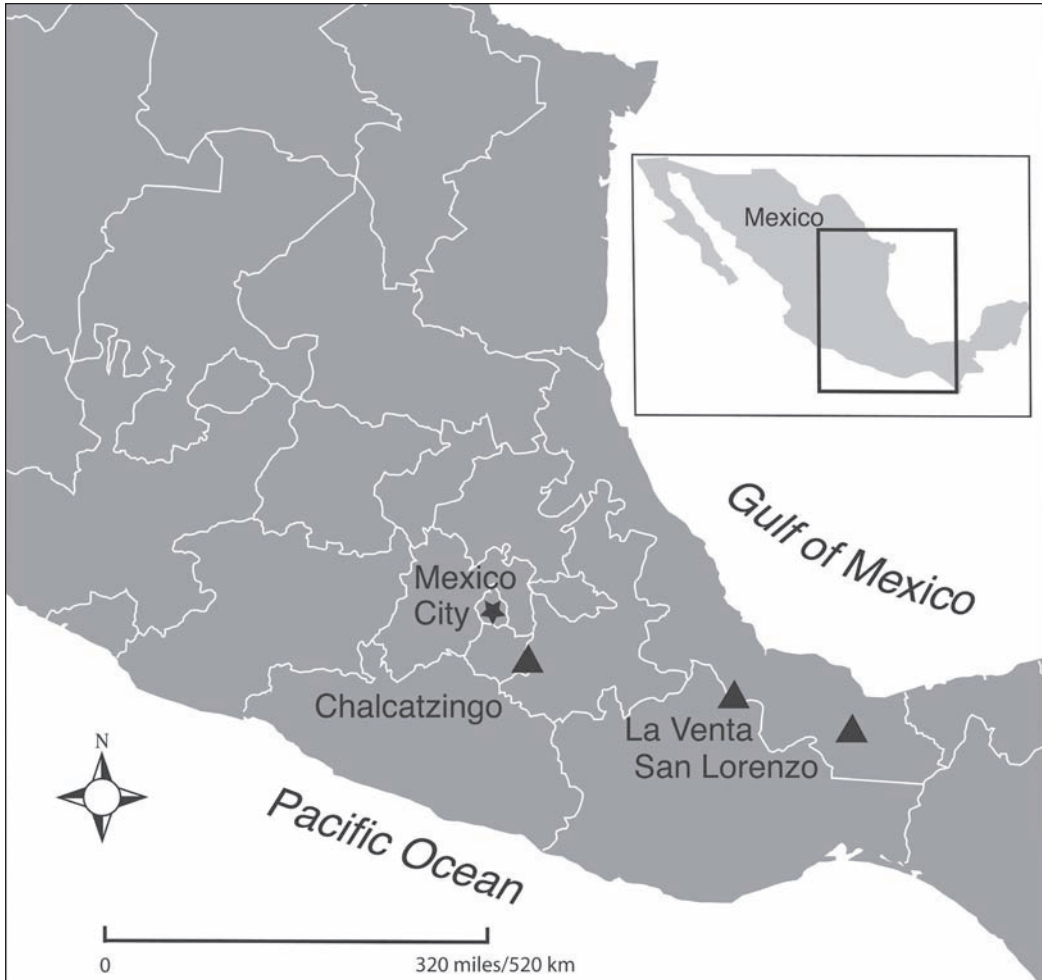 Mexico
Gulf of Mexico
Mexico
City
Chalcatzingo
La Venta
San Lorenzo
N
Pacific Ocean
0
320 miles/520 km